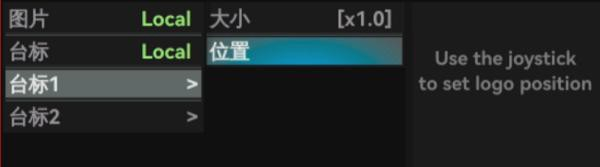 图片 Local
台标 Local
台标1 >
台标2 >
大小 [x1.0]
位置
Use the joystick
to set logo position